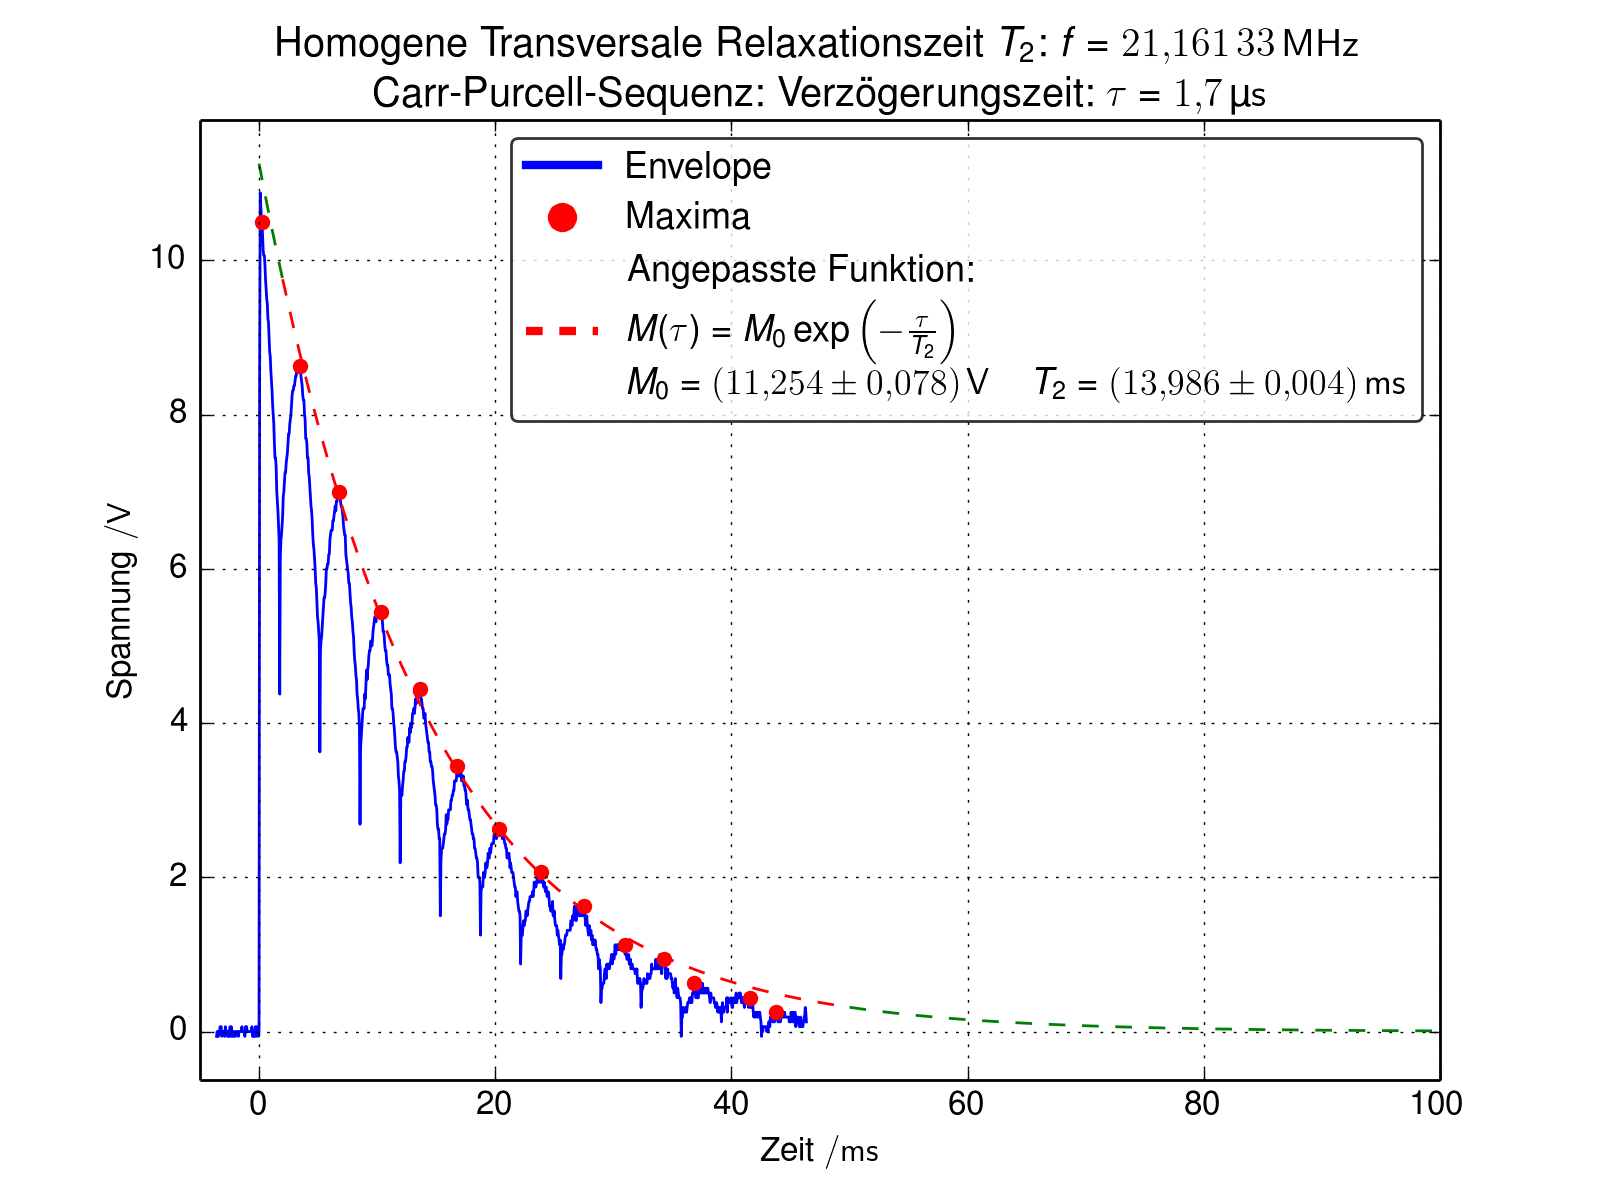 Homogene Transversale Relaxationszeit T₂: f = 21,161 33 MHz
Carr-Purcell-Sequenz: Verzögerungszeit: τ = 1,7 µs
Envelope
Maxima
Angepasste Funktion:
M(τ) = M₀ exp(−τ/T₂)
M₀ = (11,254 ± 0,078) V T₂ = (13,986 ± 0,004) ms
Spannung /V
10
8
6
4
2
0
0 20 40 60 80 100
Zeit /ms